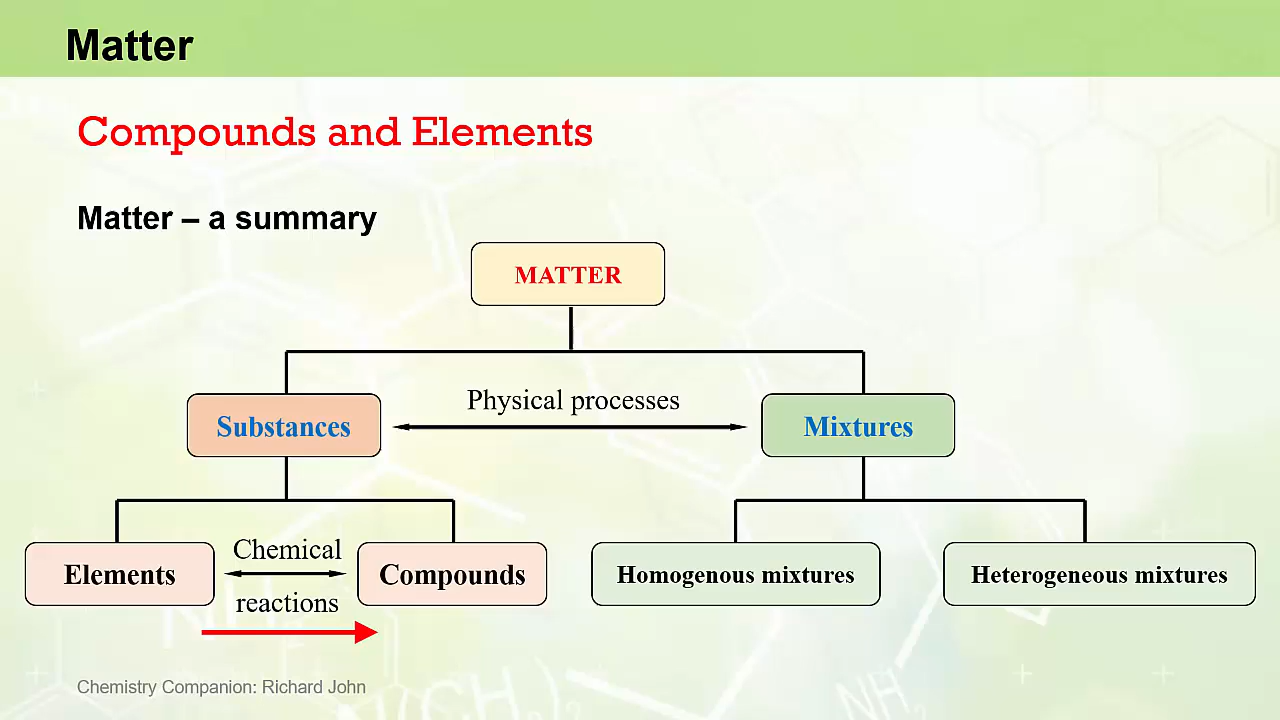 Matter
Compounds and Elements
Matter – a summary
MATTER
Physical processes
Substances
Mixtures
Chemical
reactions
Elements
Compounds
Homogenous mixtures
Heterogeneous mixtures
Chemistry Companion: Richard John
NH₂